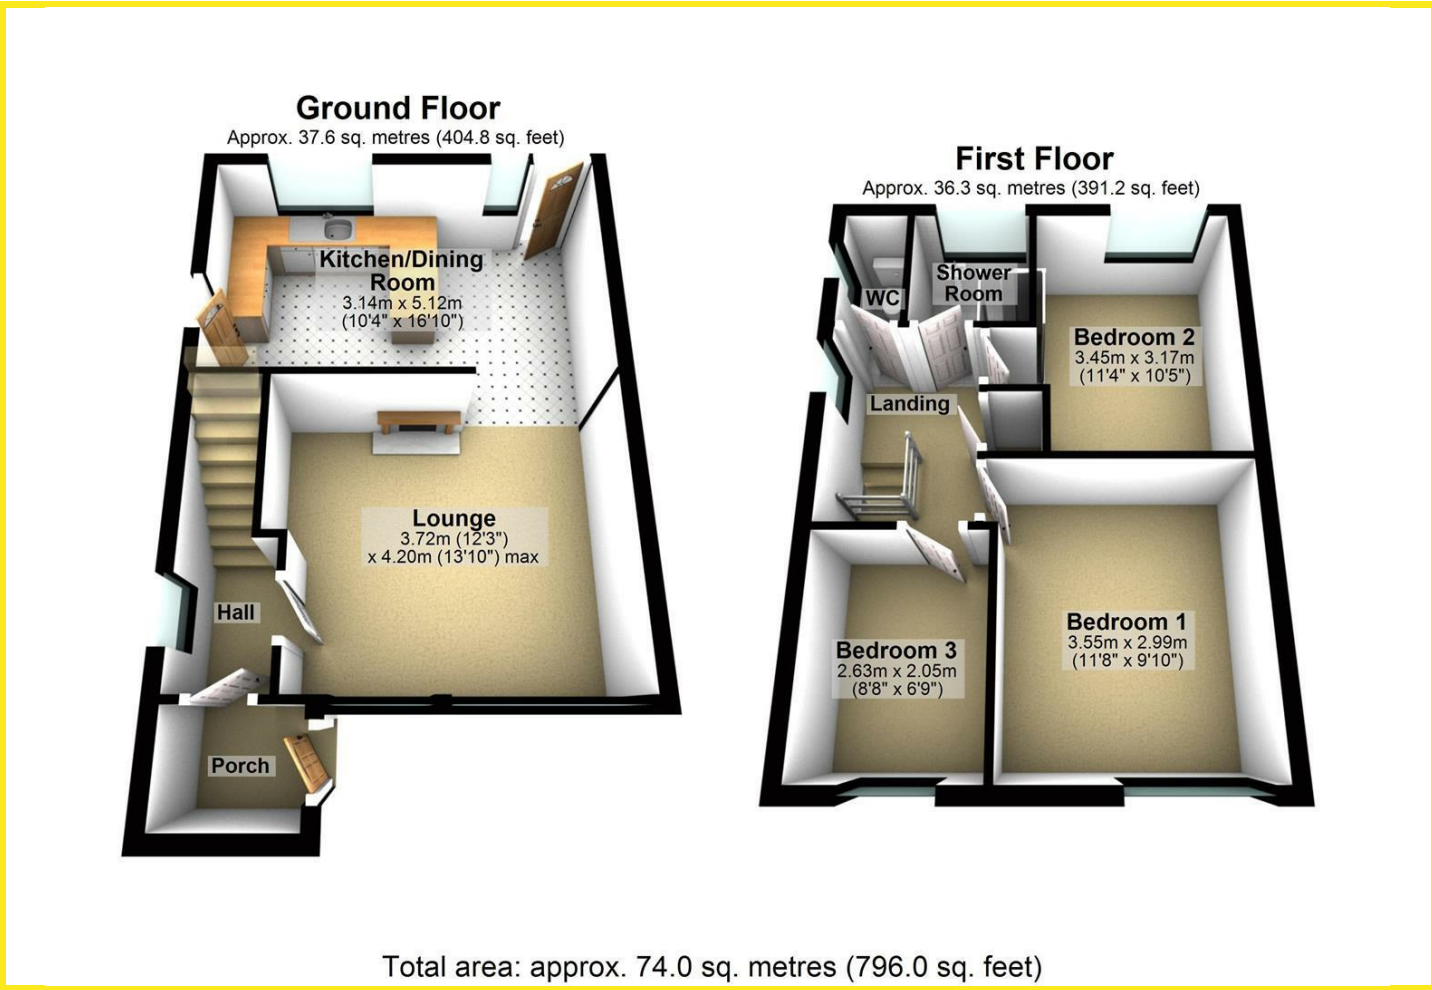 Ground Floor
Approx. 37.6 sq. metres (404.8 sq. feet)
Kitchen/Dining
Room
3.14m x 5.12m
(10'4" x 16'10")
Lounge
3.72m (12'3")
x 4.20m (13'10") max
Hall
Porch
First Floor
Approx. 36.3 sq. metres (391.2 sq. feet)
WC
Shower
Room
Bedroom 2
3.45m x 3.17m
(11'4" x 10'5")
Landing
Bedroom 1
3.55m x 2.99m
(11'8" x 9'10")
Bedroom 3
2.63m x 2.05m
(8'8" x 6'9")
Total area: approx. 74.0 sq. metres (796.0 sq. feet)